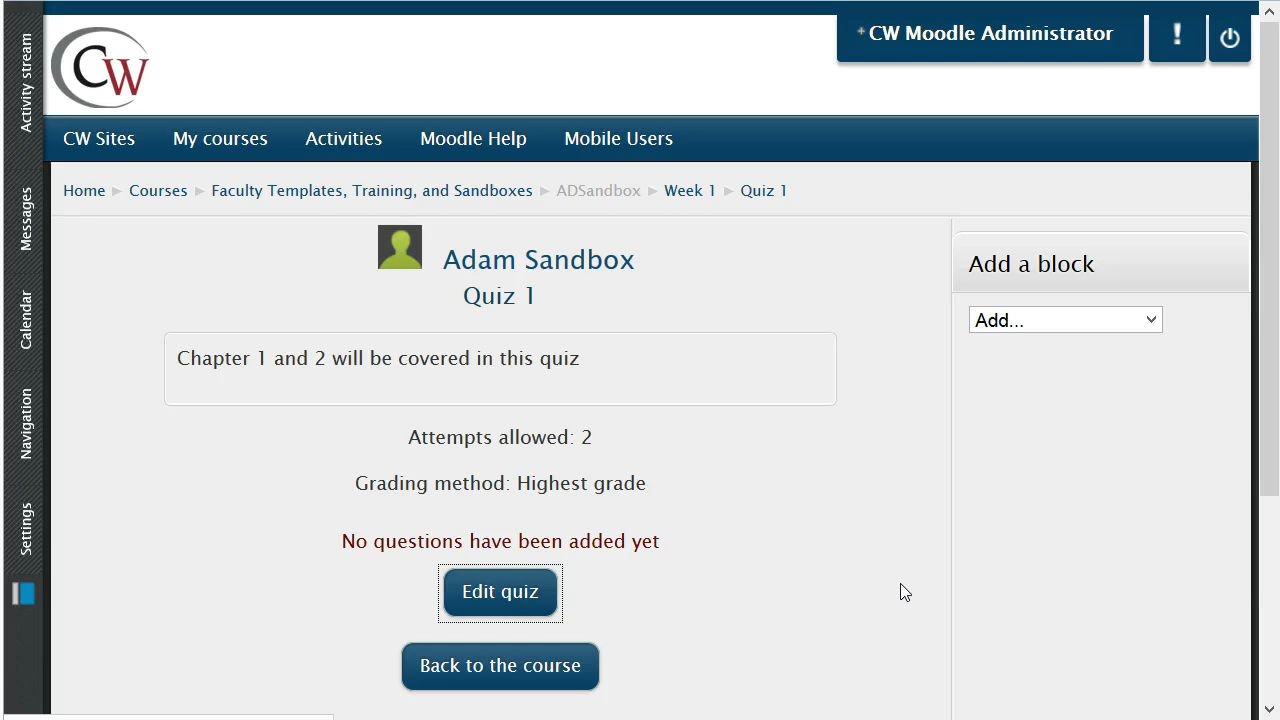 Activity stream
Messages
Calendar
Navigation
Settings
CW
+ CW Moodle Administrator
!
CW Sites My courses Activities Moodle Help Mobile Users
Home ► Courses ► Faculty Templates, Training, and Sandboxes ► ADSandbox ► Week 1 ► Quiz 1
Adam Sandbox
Quiz 1
Chapter 1 and 2 will be covered in this quiz
Attempts allowed: 2
Grading method: Highest grade
No questions have been added yet
Edit quiz
Back to the course
Add a block
Add...